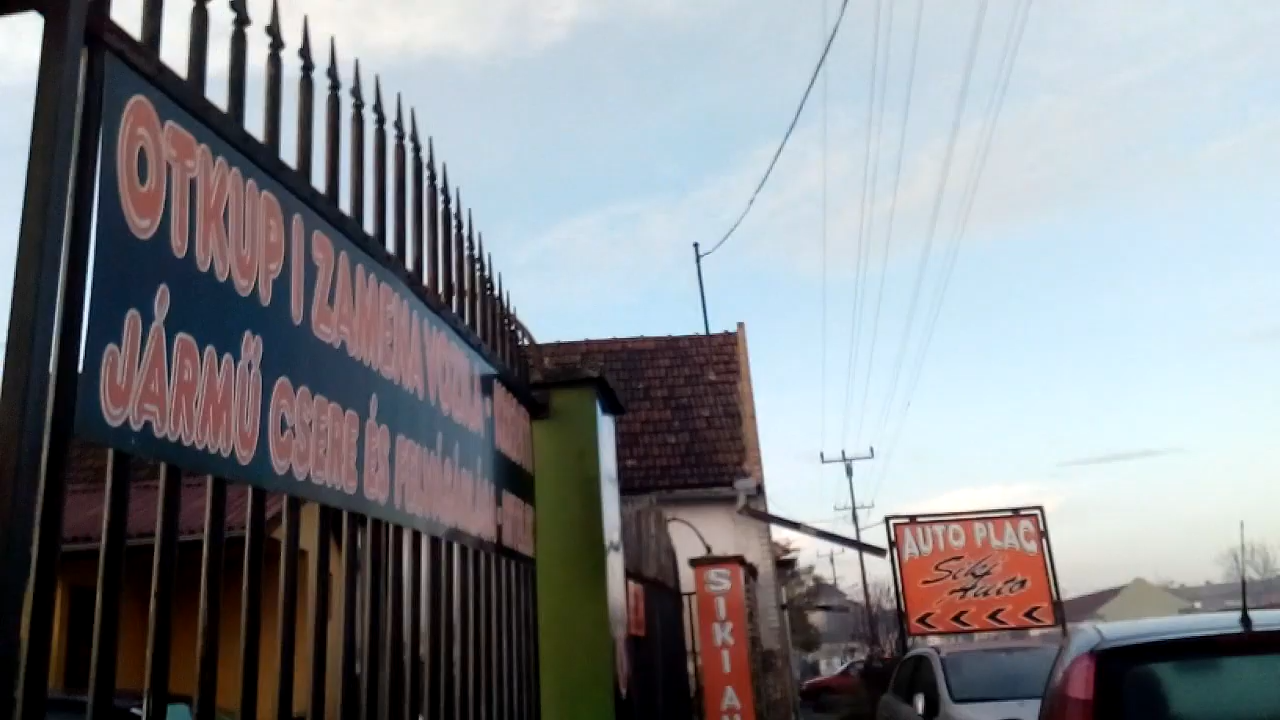 OTKUP I ZAMENA VOZILA -
JÁRMŰ CSERE ÉS
SIKI
AUTO PLAC
Siki
Auto